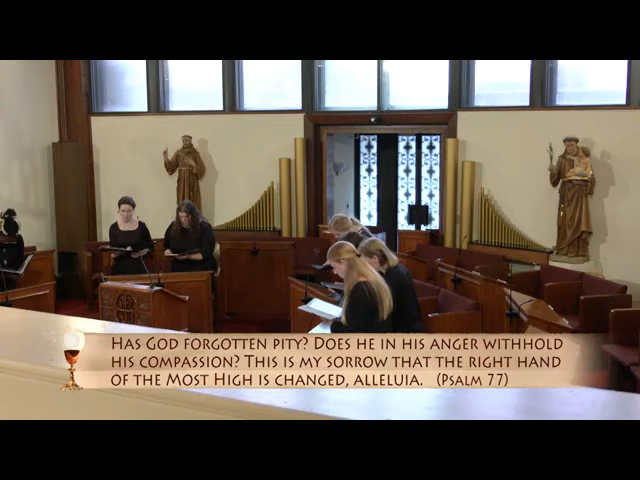 Has God forgotten pity? Does he in his anger withhold
his compassion? This is my sorrow that the right hand
of the Most High is changed, alleluia. (Psalm 77)